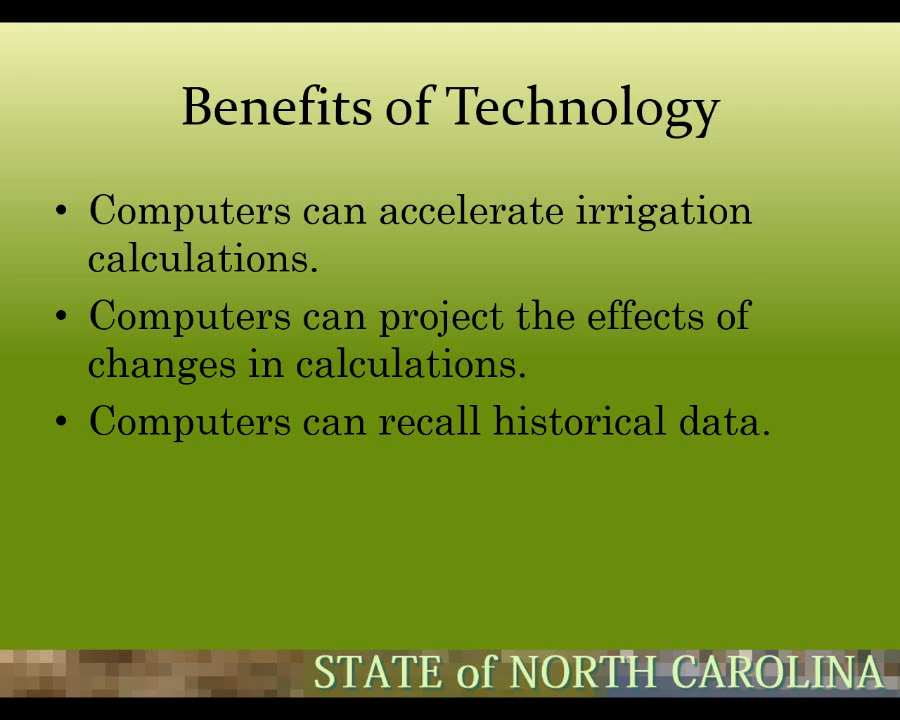 Benefits of Technology
• Computers can accelerate irrigation
calculations.
• Computers can project the effects of
changes in calculations.
• Computers can recall historical data.
STATE of NORTH CAROLINA